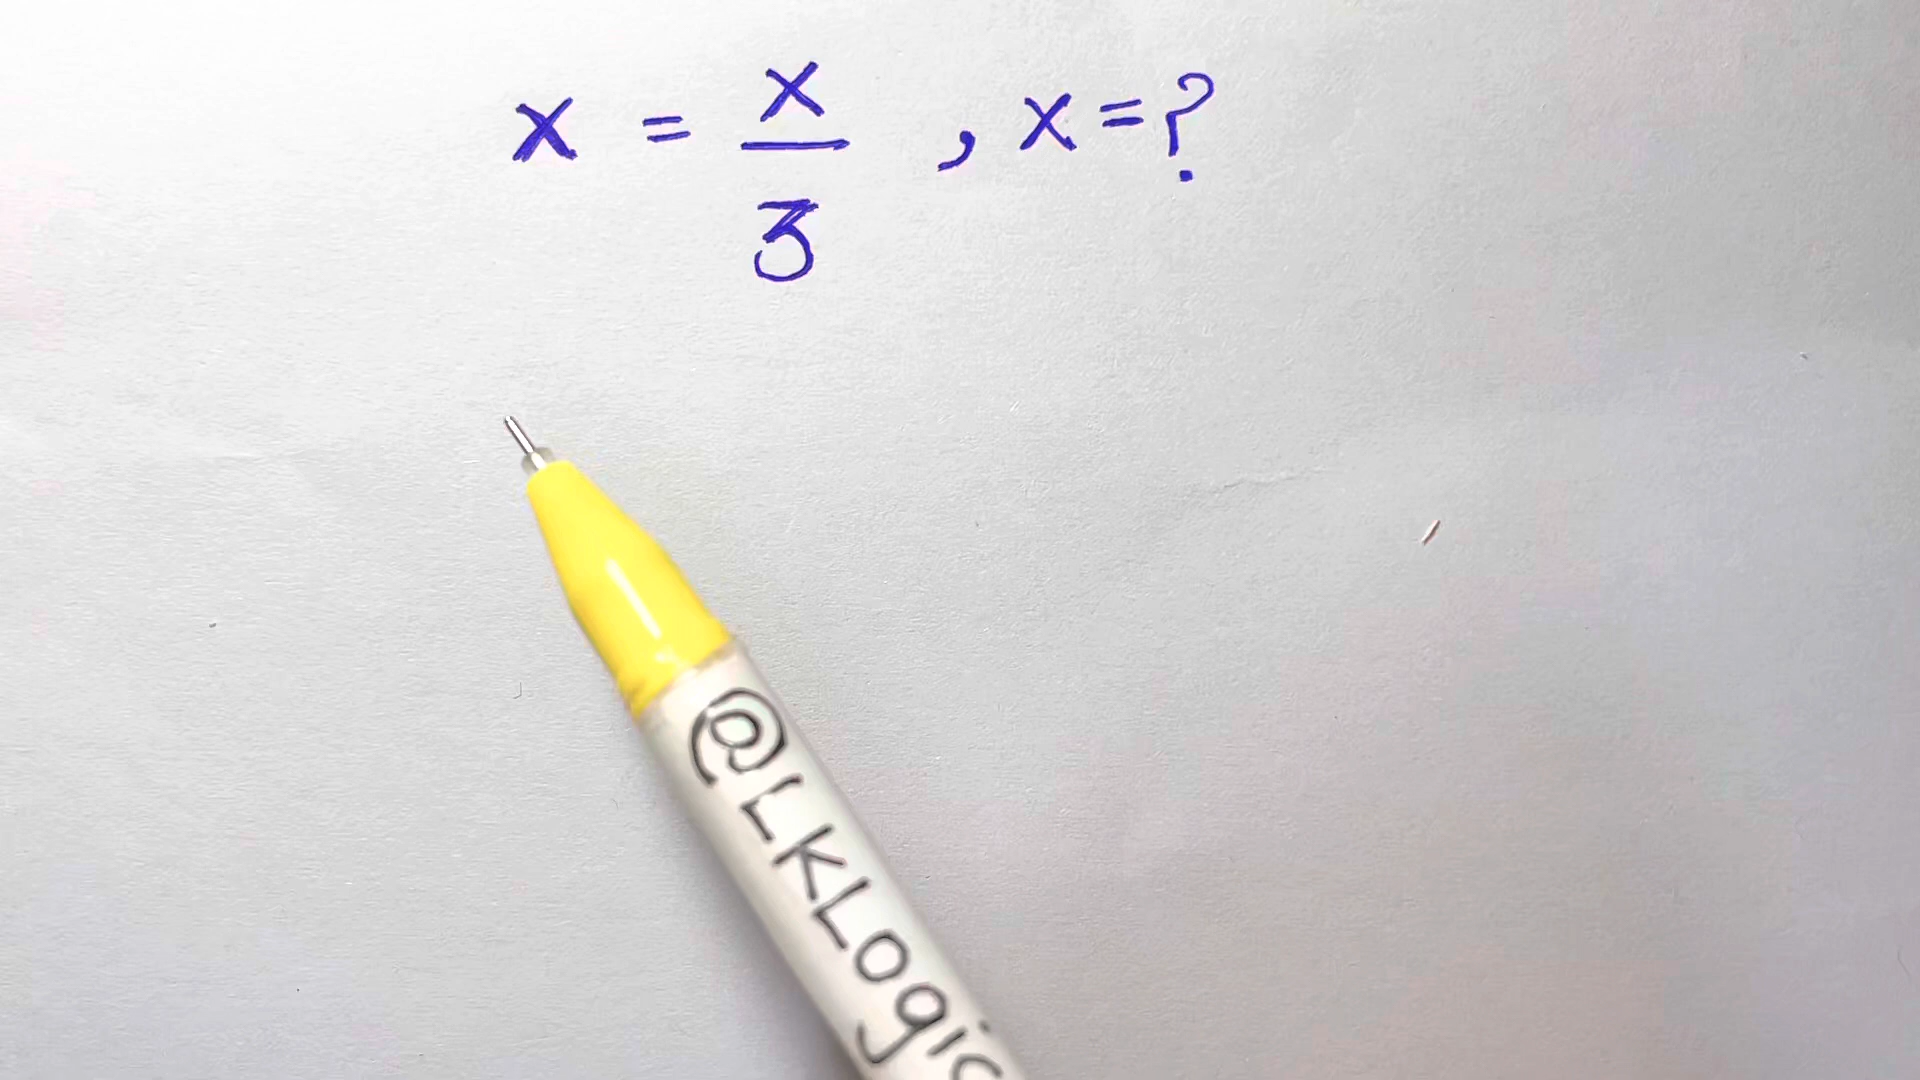 x = x/3 , x = ?
@LKLogic